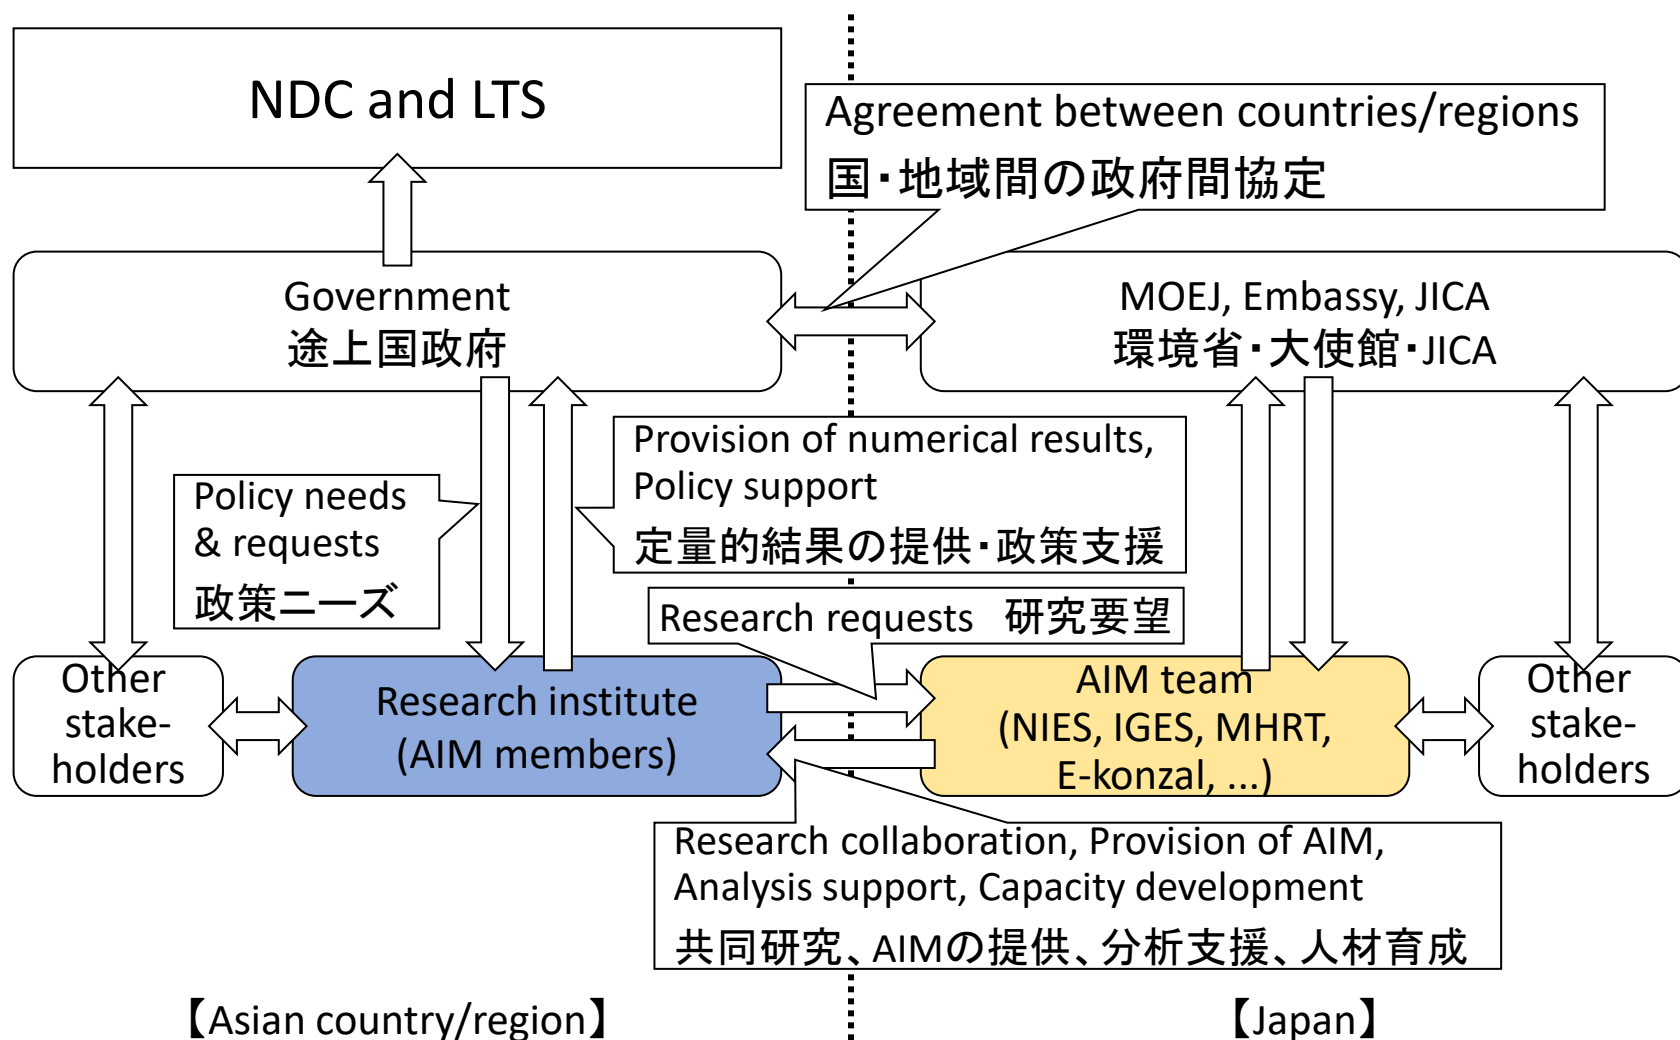 NDC and LTS
Agreement between countries/regions
国・地域間の政府間協定
Government
途上国政府
MOEJ, Embassy, JICA
環境省・大使館・JICA
Provision of numerical results,
Policy support
定量的結果の提供・政策支援
Policy needs
& requests
政策ニーズ
Research requests 研究要望
Other
stake-
holders
Research institute
(AIM members)
AIM team
(NIES, IGES, MHRT,
E-konzal, ...)
Other
stake-
holders
Research collaboration, Provision of AIM,
Analysis support, Capacity development
共同研究、AIMの提供、分析支援、人材育成
【Asian country/region】
【Japan】